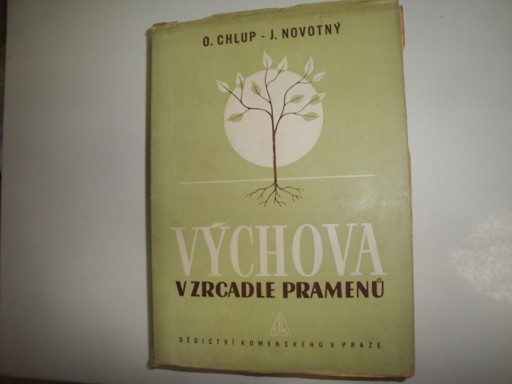 O. CHLUP - J. NOVOTNÝ
VÝCHOVA
V ZRCADLE PRAMENŮ
DĚDICTVÍ KOMENSKÉHO V PRAZE